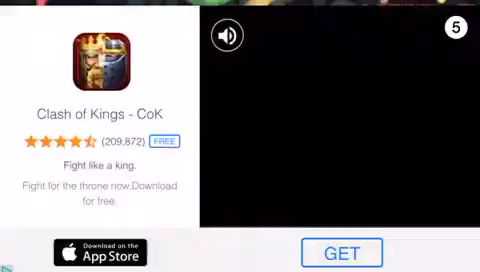 5
Clash of Kings - CoK
(209,872) FREE
Fight like a king.
Fight for the throne now,Download
for free.
Download on the
App Store
GET